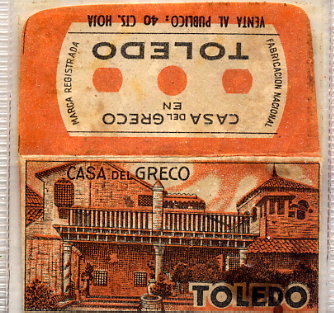 VENTA AL PUBLICO: 40 CTS. HOJA
TOLEDO
EN
CASA DEL GRECO
MARCA REGISTRADA
FABRICACION NACIONAL
CASA DEL GRECO
TOLEDO